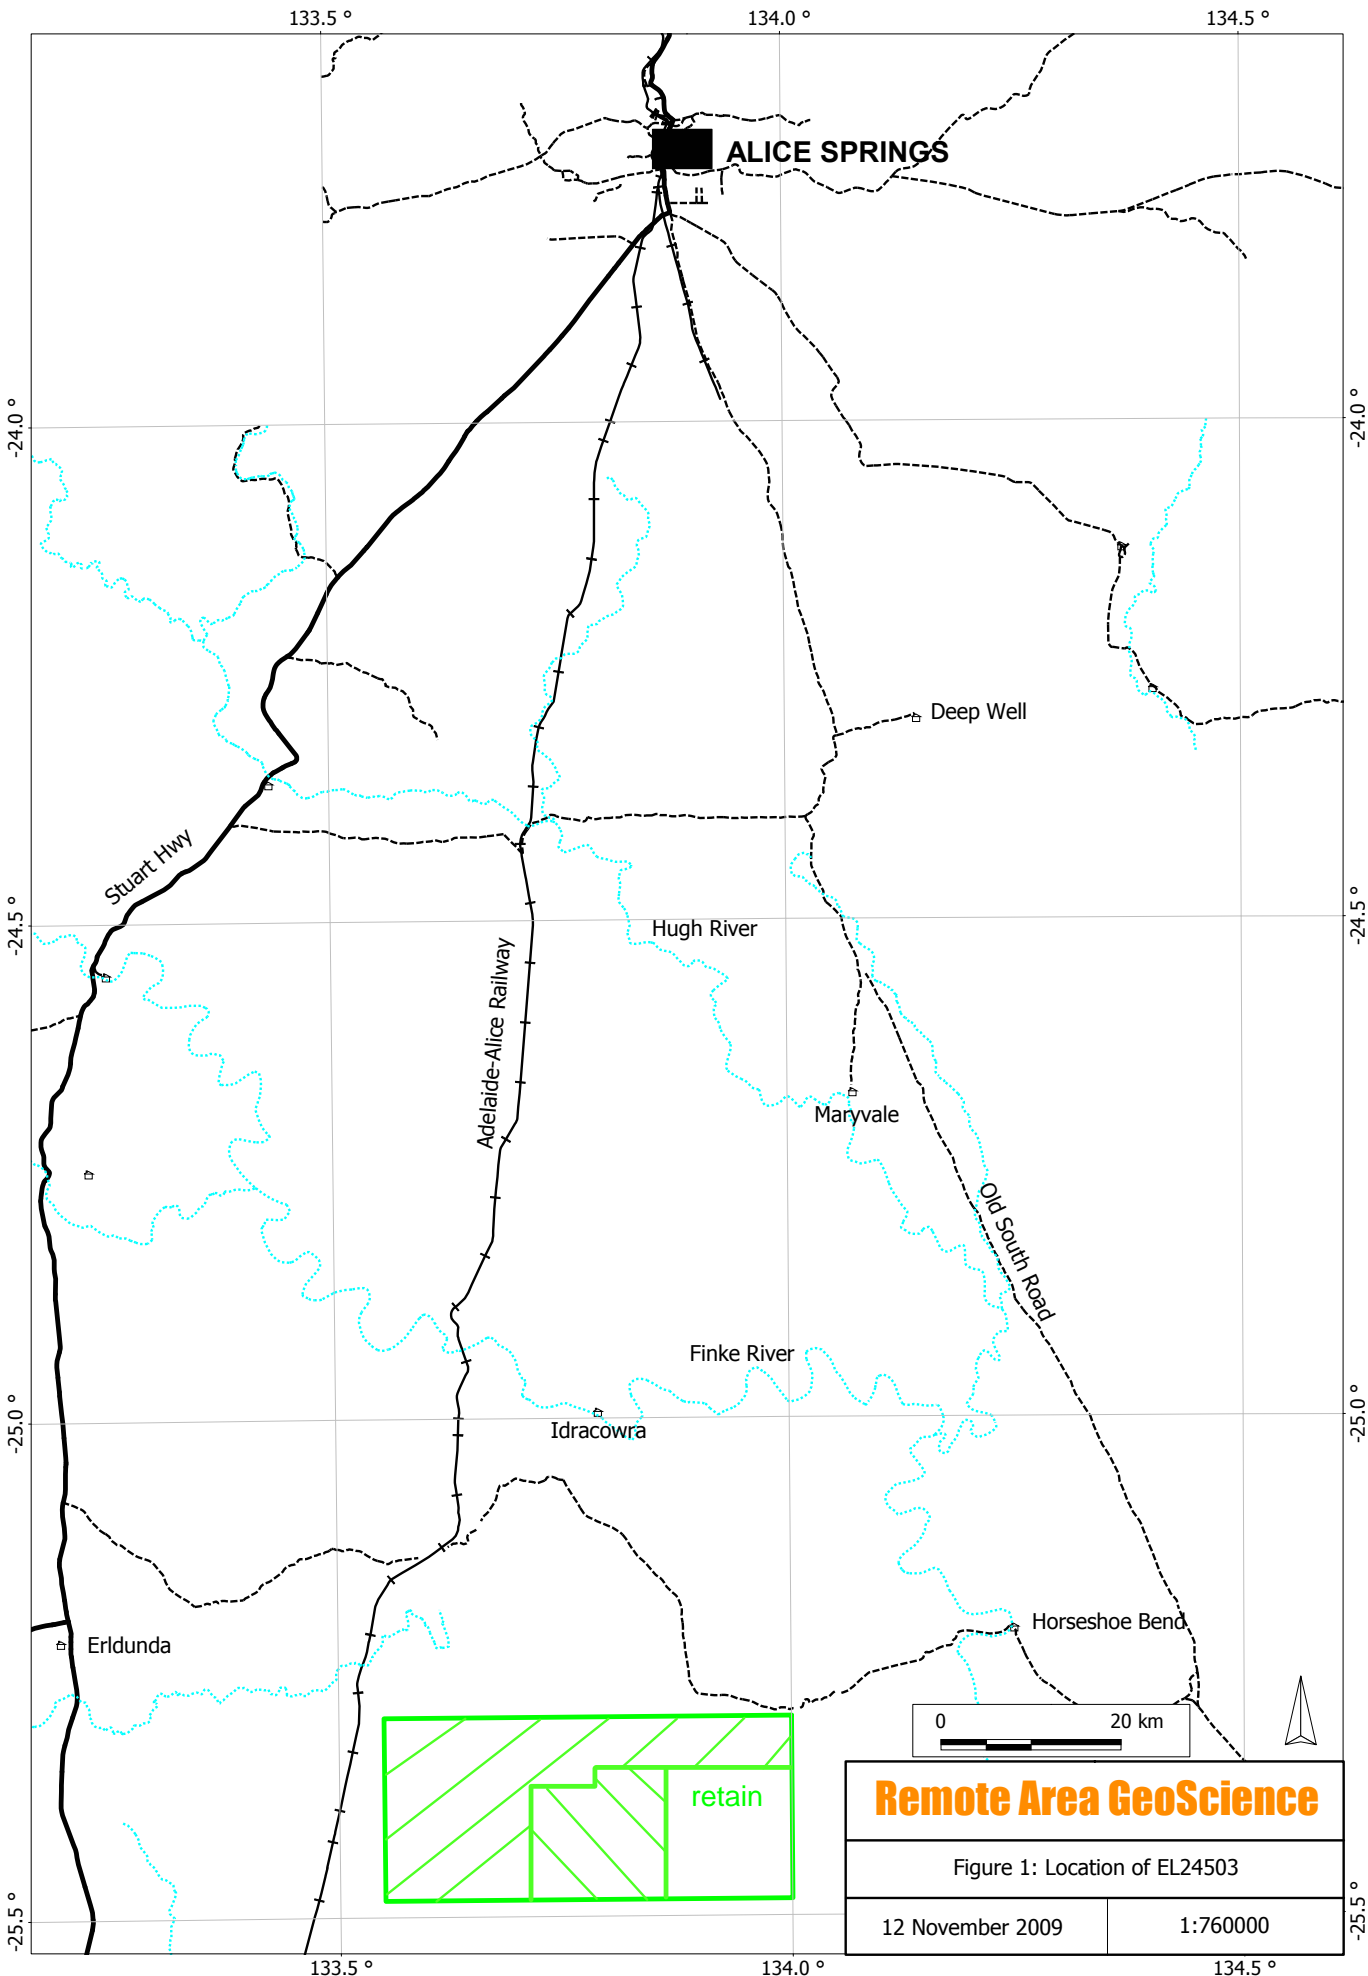 133.5 °
134.0 °
134.5 °
ALICE SPRINGS
-24.0 °
-24.0 °
Deep Well
Stuart Hwy
Hugh River
-24.5 °
-24.5 °
Adelaide-Alice Railway
Maryvale
Old South Road
Finke River
Idracowra
-25.0 °
-25.0 °
Horseshoe Bend
Erldunda
0
20 km
retain
Remote Area GeoScience
Figure 1: Location of EL24503
12 November 2009
1:760000
-25.5 °
-25.5 °
133.5 °
134.0 °
134.5 °